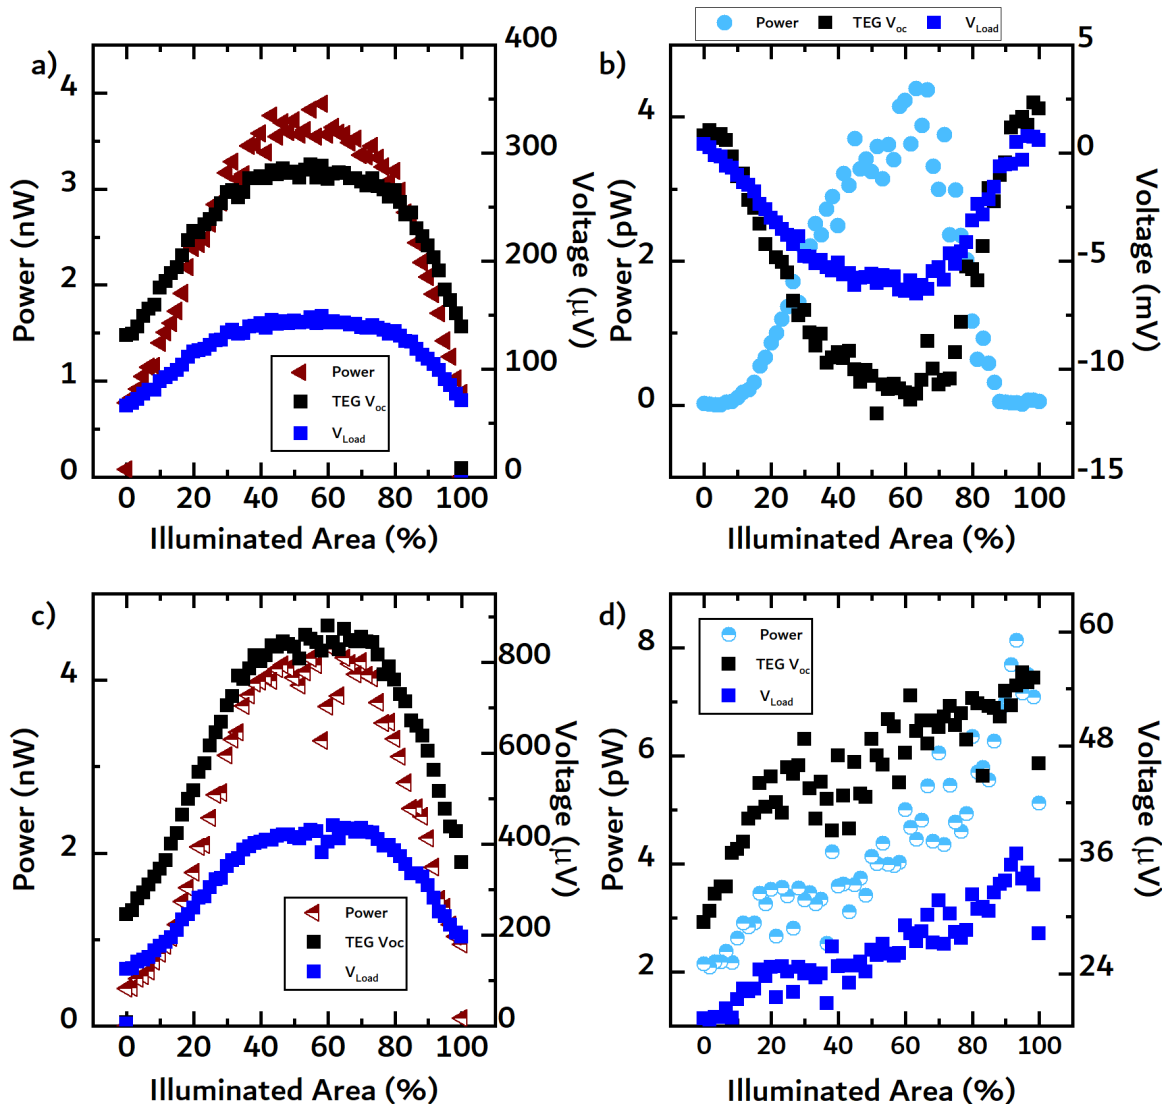 a)
4
3
2
1
0
Power (nW)
400
300
200
100
0
Voltage (μV)
Power
TEG Voc
VLoad
0 20 40 60 80 100
Illuminated Area (%)
Power TEG Voc VLoad
b)
4
2
0
Power (pW)
5
0
-5
-10
-15
Voltage (mV)
0 20 40 60 80 100
Illuminated Area (%)
c)
4
2
0
Power (nW)
800
600
400
200
0
Voltage (μV)
Power
TEG Voc
VLoad
0 20 40 60 80 100
Illuminated Area (%)
d)
8
6
4
2
Power (pW)
60
48
36
24
Voltage (μV)
Power
TEG Voc
VLoad
0 20 40 60 80 100
Illuminated Area (%)